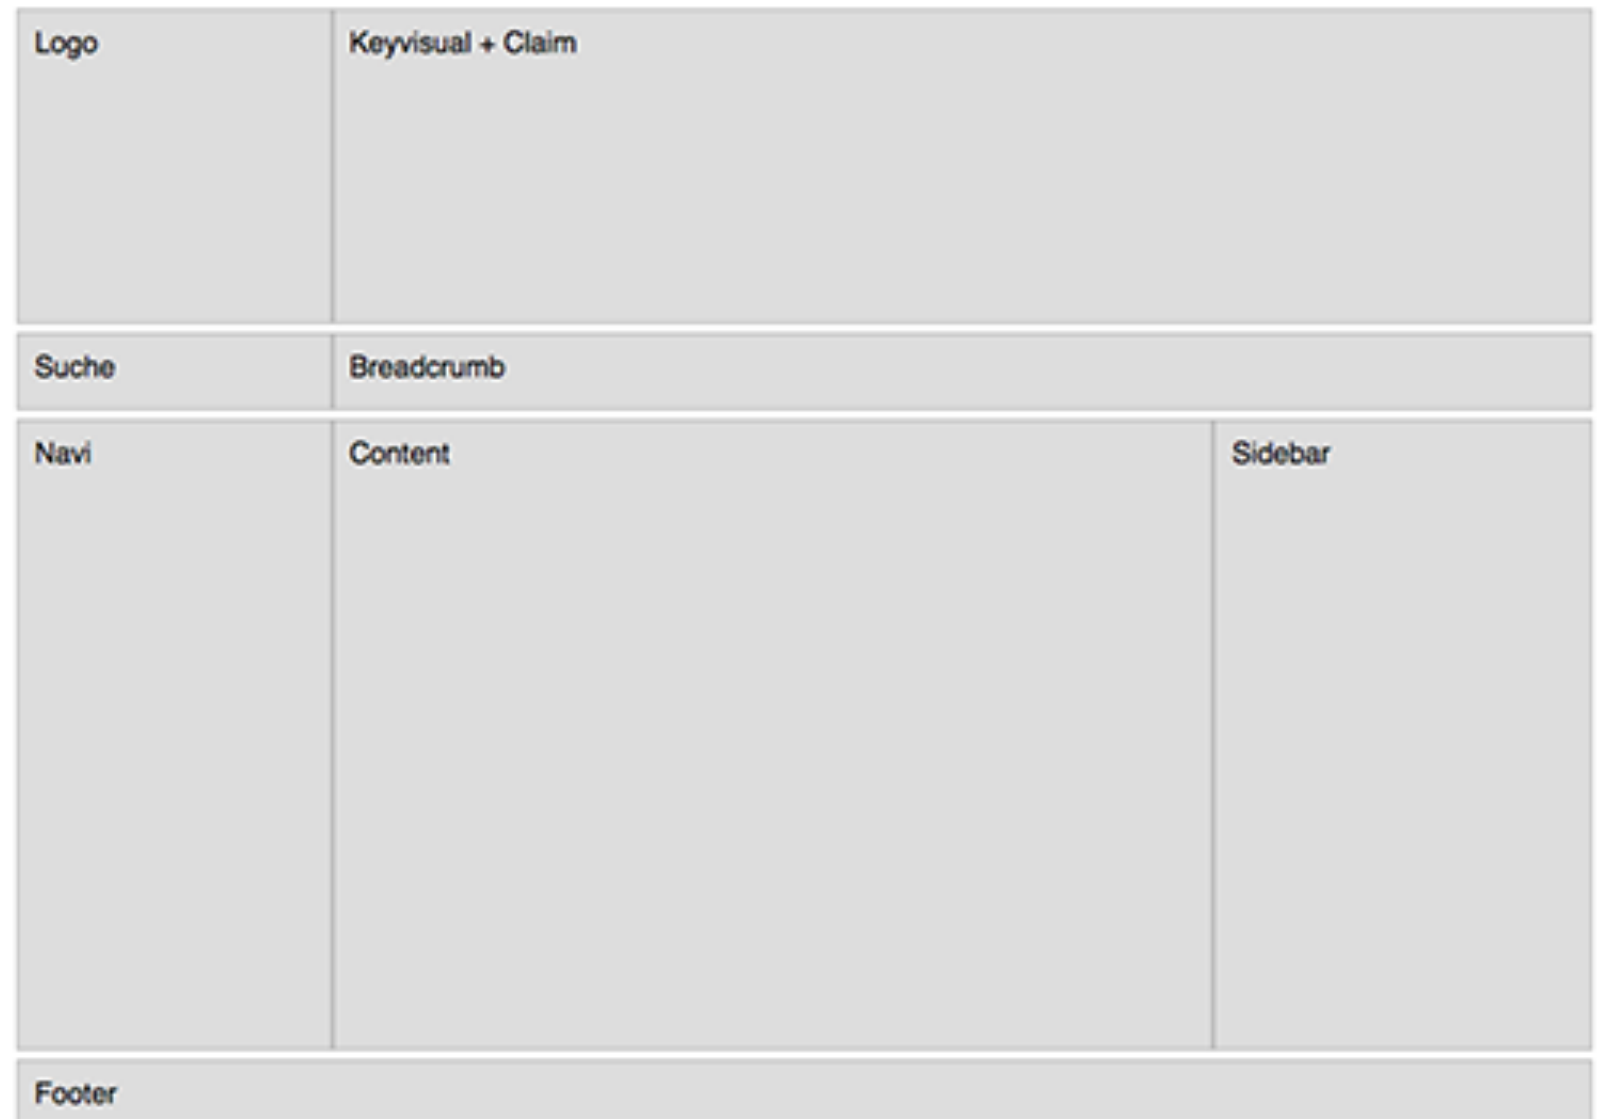 Logo
Keyvisual + Claim
Suche
Breadcrumb
Navi
Content
Sidebar
Footer